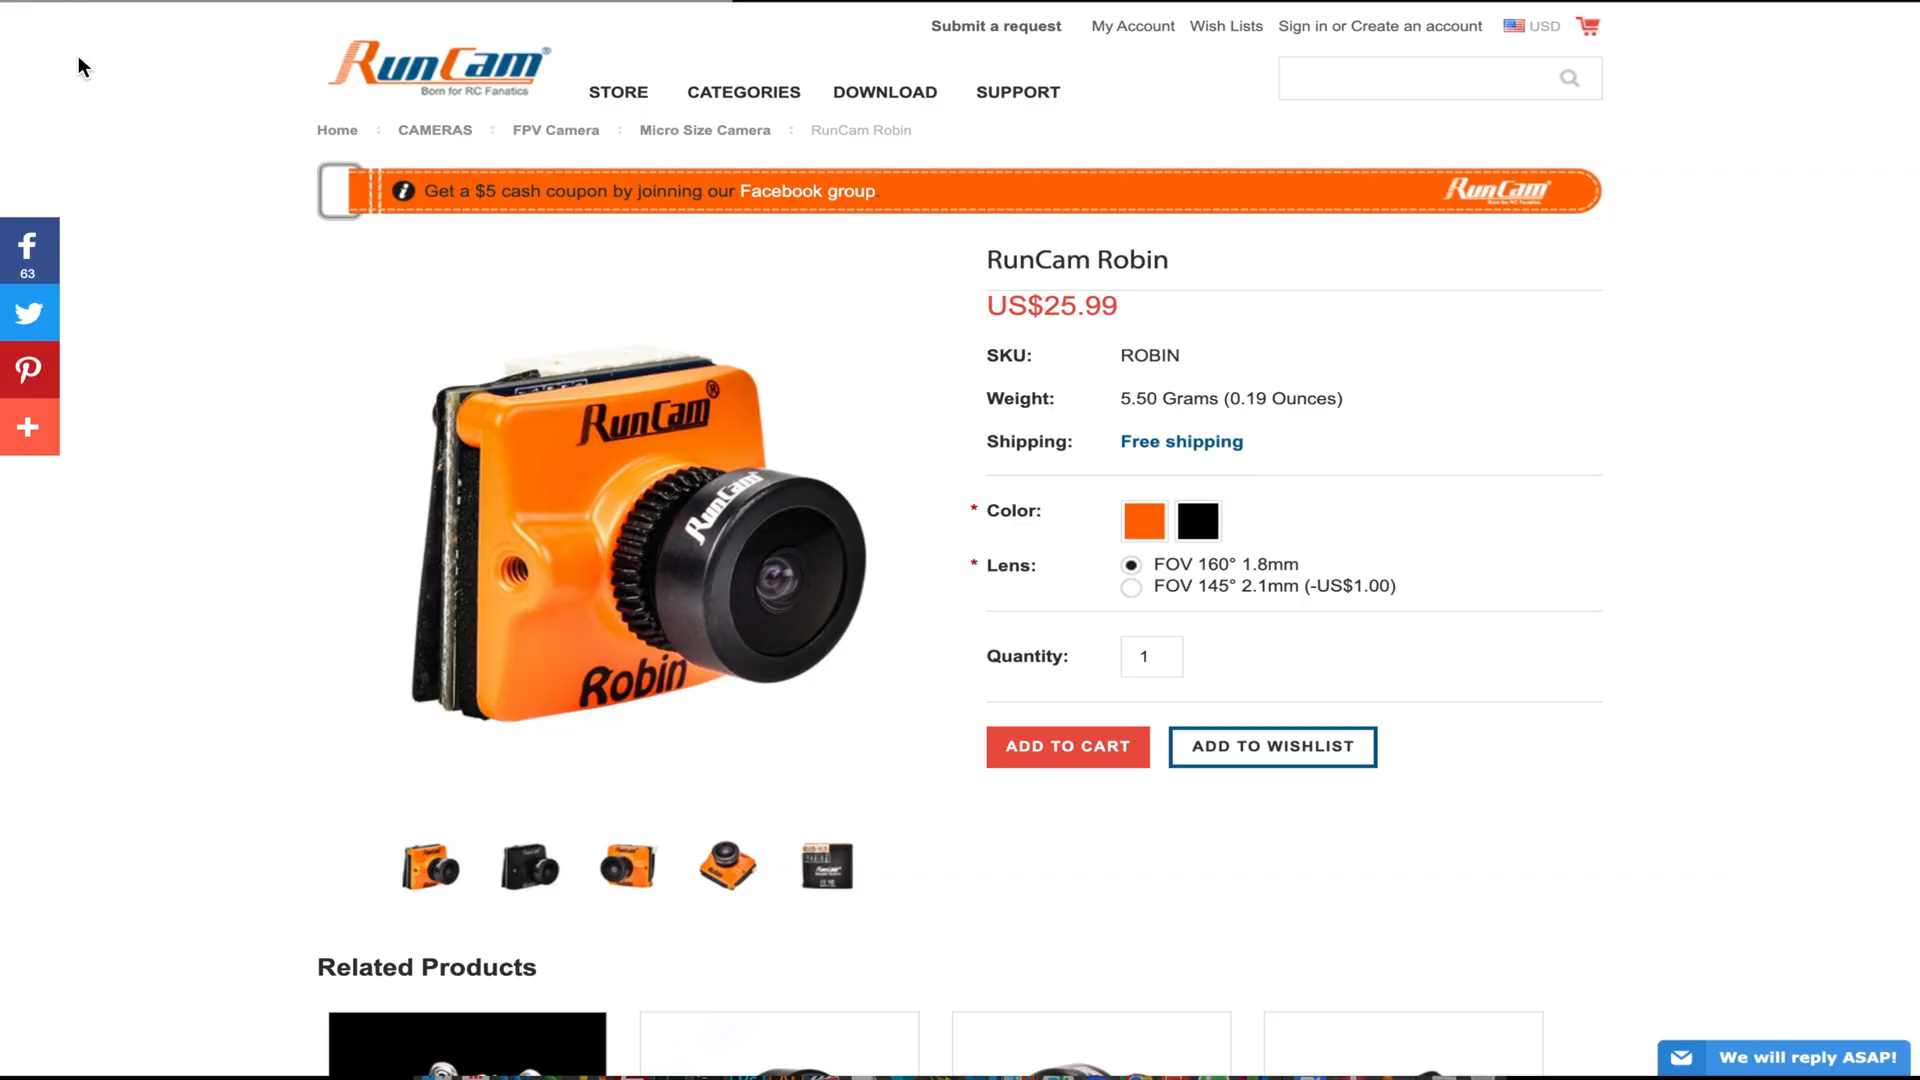 Submit a request My Account Wish Lists Sign in or Create an account USD
RunCam®
Born for RC Fanatics
STORE CATEGORIES DOWNLOAD SUPPORT
Home : CAMERAS : FPV Camera : Micro Size Camera : RunCam Robin
i Get a $5 cash coupon by joinning our Facebook group. RunCam
Born for RC Fanatics
63
RunCam Robin
US$25.99
SKU: ROBIN
Weight: 5.50 Grams (0.19 Ounces)
Shipping: Free shipping
* Color:
* Lens: FOV 160° 1.8mm
FOV 145° 2.1mm (-US$1.00)
Quantity: 1
ADD TO CART ADD TO WISHLIST
RunCam®
RunCam
Robin
Related Products
We will reply ASAP!